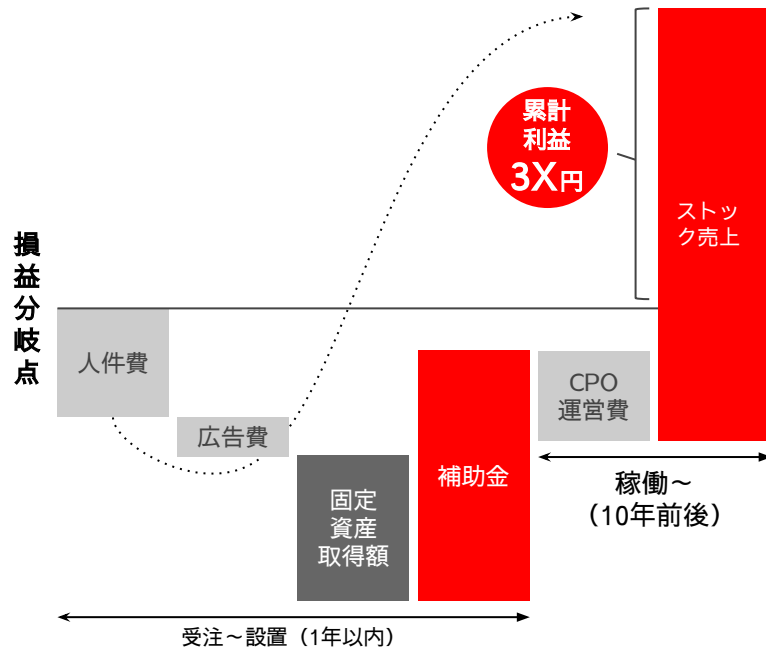 累計
利益
3X円
ストッ
ク売上
損益分岐点
人件費
広告費
固定
資産
取得額
補助金
CPO
運営費
稼働～
（10年前後）
受注～設置（1年以内）